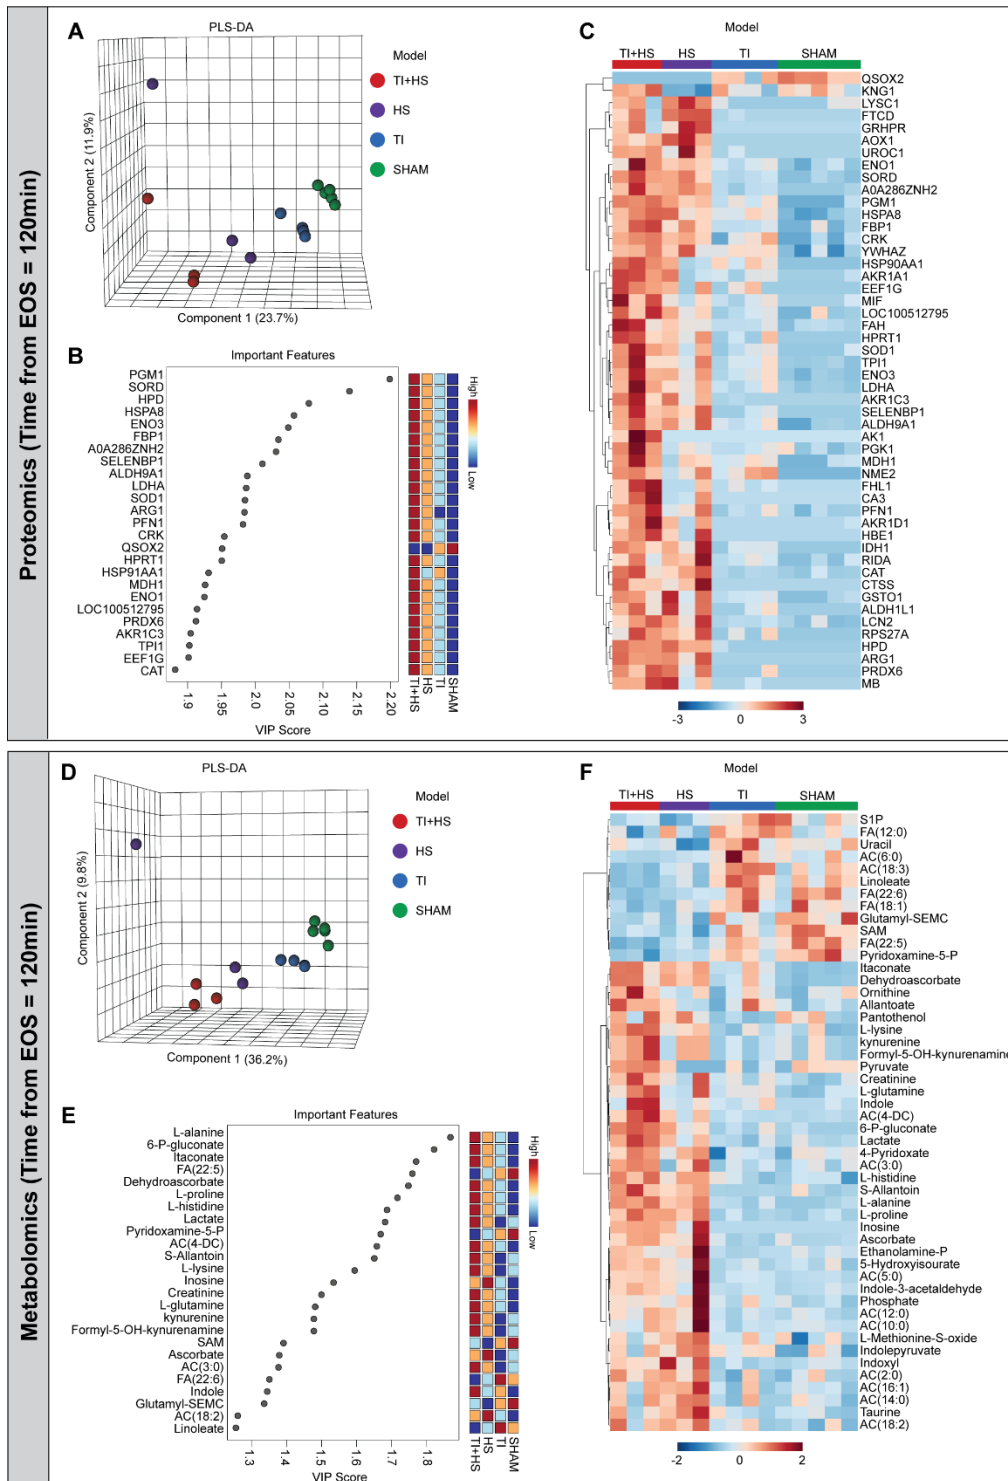 Proteomics (Time from EOS = 120min)
A
PLS-DA
Component 2 (11.9%)
Component 1 (23.7%)
Model
TI+HS
HS
TI
SHAM
B
Important Features
PGM1
SORD
HPD
HSPA8
ENO3
FBP1
A0A286ZNH2
SELENBP1
ALDH9A1
LDHA
SOD1
ARG1
PFN1
CRK
QSOX2
HPRT1
HSP91AA1
MDH1
ENO1
LOC100512795
PRDX6
AKR1C3
TPI1
EEF1G
CAT
1.9
1.95
2.0
2.05
2.10
2.15
2.20
VIP Score
TI+HS
HS
TI
SHAM
High
Low
C
Model
TI+HS
HS
TI
SHAM
QSOX2
KNG1
LYSC1
FTCD
GRHPR
AOX1
UROC1
ENO1
SORD
A0A286ZNH2
PGM1
HSPA8
FBP1
CRK
YWHAZ
HSP90AA1
AKR1A1
EEF1G
MIF
LOC100512795
FAH
HPRT1
SOD1
TPI1
ENO3
LDHA
AKR1C3
SELENBP1
ALDH9A1
AK1
PGK1
MDH1
NME2
FHL1
CA3
PFN1
AKR1D1
HBE1
IDH1
RIDA
CAT
CTSS
GSTO1
ALDH1L1
LCN2
RPS27A
HPD
ARG1
PRDX6
MB
-3
0
3
Metabolomics (Time from EOS = 120min)
D
PLS-DA
Component 2 (9.8%)
Component 1 (36.2%)
Model
TI+HS
HS
TI
SHAM
E
Important Features
L-alanine
6-P-gluconate
Itaconate
FA(22:5)
Dehydroascorbate
L-proline
L-histidine
Lactate
Pyridoxamine-5-P
AC(4-DC)
S-Allantoin
L-lysine
Inosine
Creatinine
L-glutamine
kynurenine
Formyl-5-OH-kynurenamine
SAM
Ascorbate
AC(3:0)
FA(22:6)
Indole
Glutamyl-SEMC
AC(18:2)
Linoleate
1.3
1.4
1.5
1.6
1.7
1.8
VIP Score
TI+HS
HS
TI
SHAM
High
Low
F
Model
TI+HS
HS
TI
SHAM
S1P
FA(12:0)
Uracil
AC(6:0)
AC(18:3)
Linoleate
FA(22:6)
FA(18:1)
Glutamyl-SEMC
SAM
FA(22:5)
Pyridoxamine-5-P
Itaconate
Dehydroascorbate
Ornithine
Allantoate
Pantothenol
L-lysine
kynurenine
Formyl-5-OH-kynurenamine
Pyruvate
Creatinine
L-glutamine
Indole
AC(4-DC)
6-P-gluconate
Lactate
4-Pyridoxate
AC(3:0)
L-histidine
S-Allantoin
L-alanine
L-proline
Inosine
Ascorbate
Ethanolamine-P
5-Hydroxyisourate
AC(5:0)
Indole-3-acetaldehyde
Phosphate
AC(12:0)
AC(10:0)
L-Methionine-S-oxide
Indolepyruvate
Indoxyl
AC(2:0)
AC(16:1)
AC(14:0)
Taurine
AC(18:2)
-2
0
2